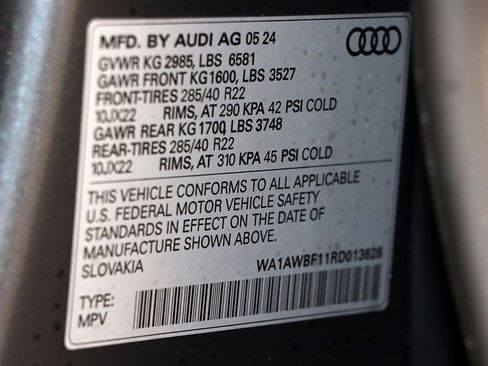 MFD. BY AUDI AG 05 24
GVWR KG 2985, LBS 6581
GAWR FRONT KG1600, LBS 3527
FRONT-TIRES 285/40 R22
10JX22 RIMS, AT 290 KPA 42 PSI COLD
GAWR REAR KG 1700, LBS 3748
REAR-TIRES 285/40 R22
10JX22 RIMS, AT 310 KPA 45 PSI COLD
THIS VEHICLE CONFORMS TO ALL APPLICABLE
U.S. FEDERAL MOTOR VEHICLE SAFETY
STANDARDS IN EFFECT ON THE DATE OF
MANUFACTURE SHOWN ABOVE.
SLOVAKIA WA1AWBF11RD013628
TYPE:
MPV